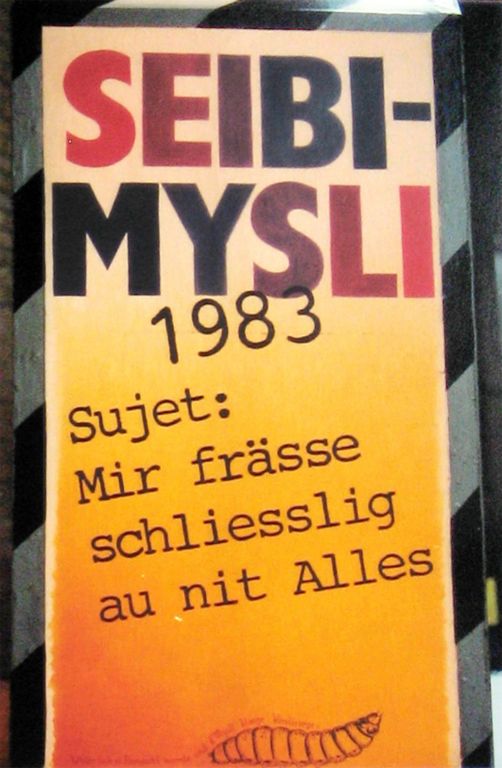 SEIBI-
MYSLI
1983
Sujet:
Mir frässe
schliesslig
au nit Alles